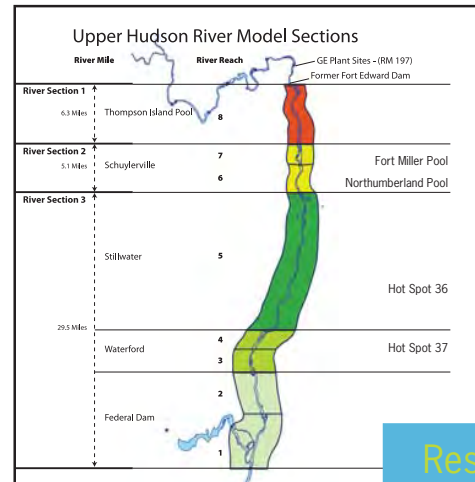 Upper Hudson River Model Sections
River Mile
River Reach
GE Plant Sites - (RM 197)
Former Fort Edward Dam
River Section 1
6.3 Miles
Thompson Island Pool
8
River Section 2
5.1 Miles
Schuylerville
7
Fort Miller Pool
6
Northumberland Pool
River Section 3
Stillwater
5
Hot Spot 36
29.5 Miles
Waterford
4
Hot Spot 37
3
2
Federal Dam
1
Res